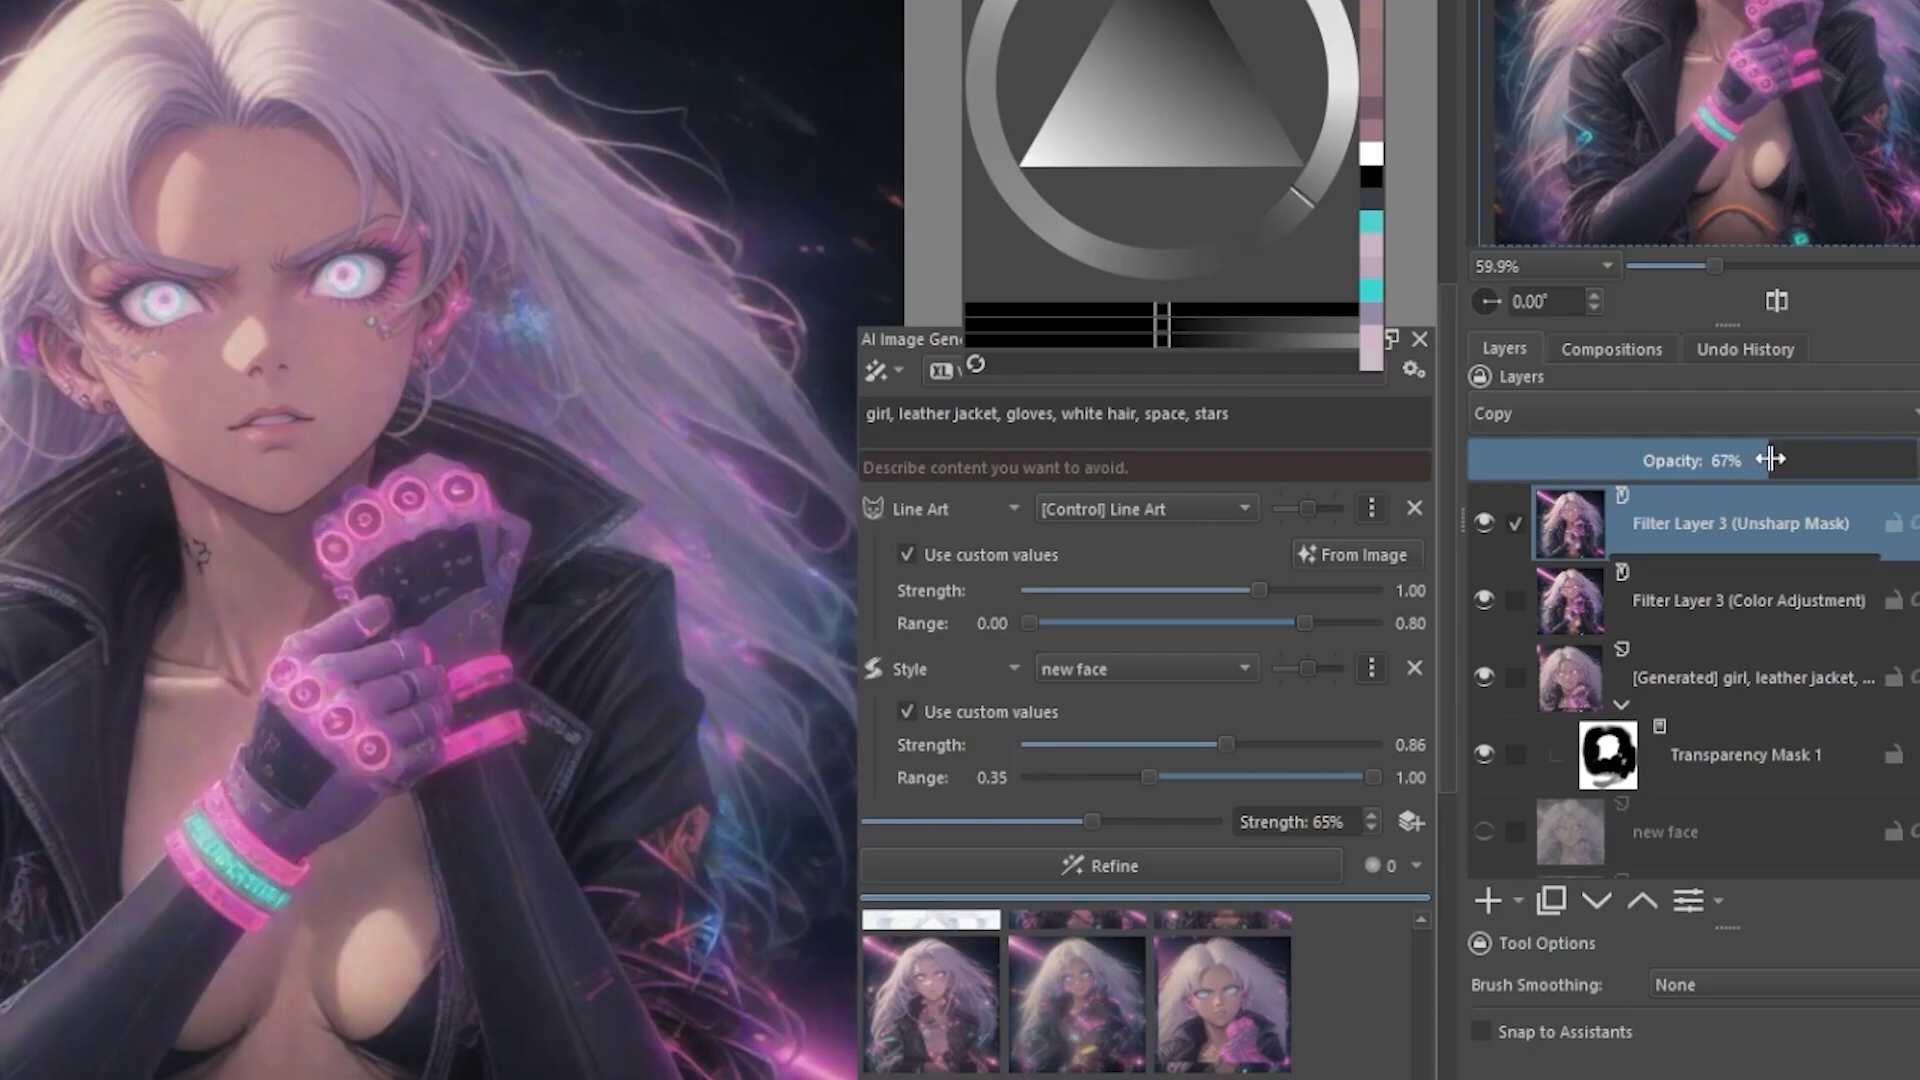 AI Image Gen
XL
girl, leather jacket, gloves, white hair, space, stars
Describe content you want to avoid.
Line Art
[Control] Line Art
Use custom values
From Image
Strength:
1.00
Range:
0.00
0.80
Style
new face
Use custom values
Strength:
0.86
Range:
0.35
1.00
Strength: 65%
Refine
0
59.9%
0.00°
Layers
Compositions
Undo History
Layers
Copy
Opacity: 67%
Filter Layer 3 (Unsharp Mask)
Filter Layer 3 (Color Adjustment)
[Generated] girl, leather jacket, ...
Transparency Mask 1
new face
Tool Options
Brush Smoothing:
None
Snap to Assistants